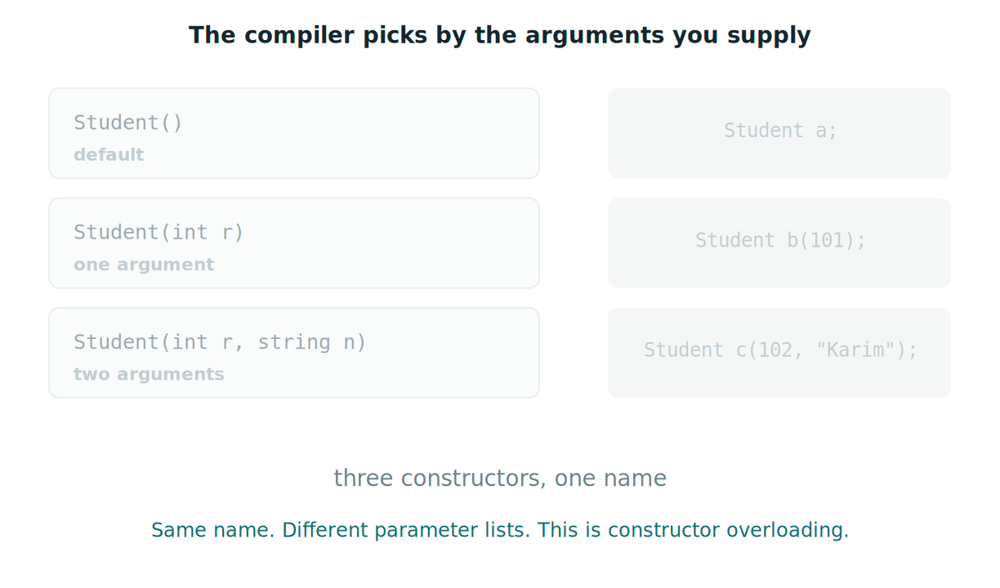 The compiler picks by the arguments you supply
Student()
default
Student a;
Student(int r)
one argument
Student b(101);
Student(int r, string n)
two arguments
Student c(102, "Karim");
three constructors, one name
Same name. Different parameter lists. This is constructor overloading.